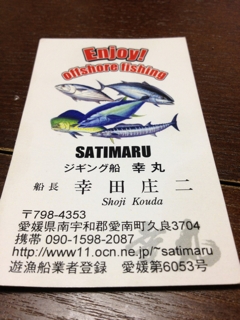 Enjoy!
offshore fishing
SATIMARU
ジギング船 幸丸
船長 幸田庄二
Shoji Kouda
〒798-4353
愛媛県南宇和郡愛南町久良3704
携帯 090-1598-2087
http://www11.ocn.ne.jp/~satimaru
遊漁船業者登録 愛媛第6053号